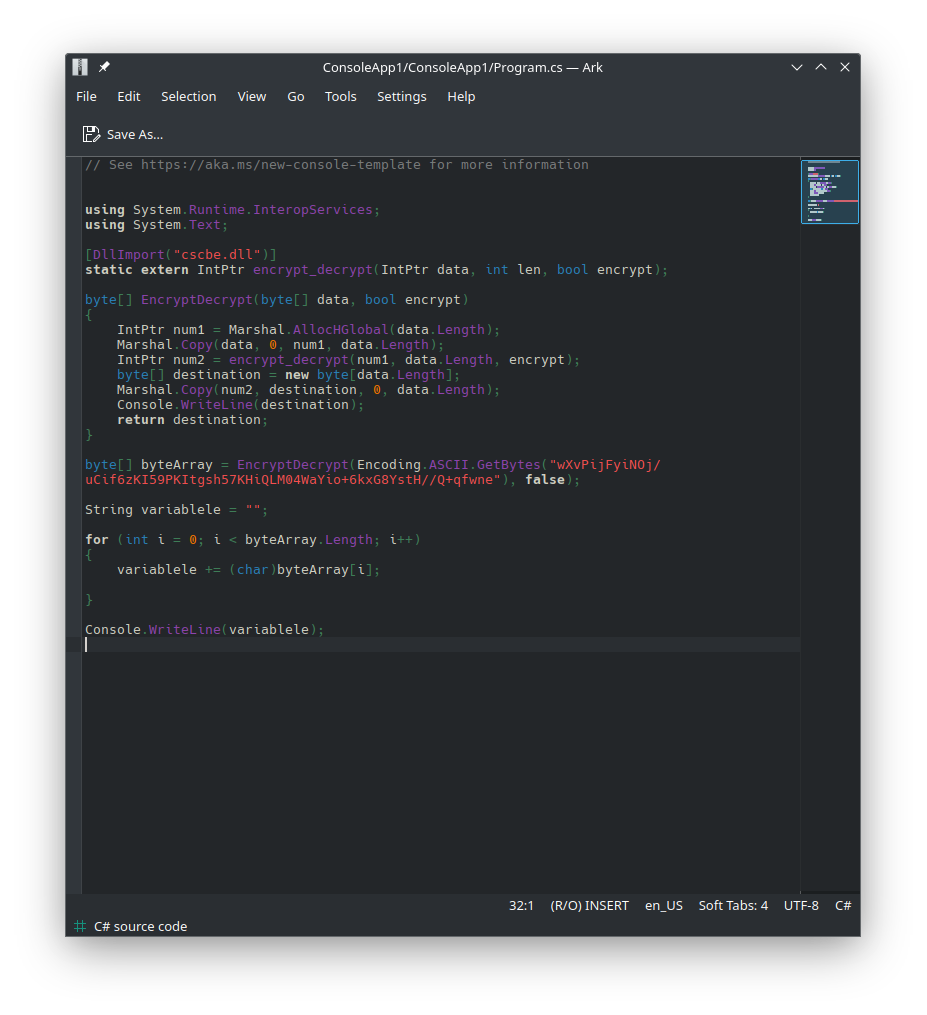 ConsoleApp1/ConsoleApp1/Program.cs — Ark
File Edit Selection View Go Tools Settings Help
Save As...
// See https://aka.ms/new-console-template for more information
using System.Runtime.InteropServices;
using System.Text;
[DllImport("cscbe.dll")]
static extern IntPtr encrypt_decrypt(IntPtr data, int len, bool encrypt);
byte[] EncryptDecrypt(byte[] data, bool encrypt)
{
    IntPtr num1 = Marshal.AllocHGlobal(data.Length);
    Marshal.Copy(data, 0, num1, data.Length);
    IntPtr num2 = encrypt_decrypt(num1, data.Length, encrypt);
    byte[] destination = new byte[data.Length];
    Marshal.Copy(num2, destination, 0, data.Length);
    Console.WriteLine(destination);
    return destination;
}
byte[] byteArray = EncryptDecrypt(Encoding.ASCII.GetBytes("wXvPijFyiNOj/
uCif6zKI59PKItgsh57KHiQLM04WaYio+6kxG8YstH//Q+qfwne"), false);
String variablele = "";
for (int i = 0; i < byteArray.Length; i++)
{
    variablele += (char)byteArray[i];
}
Console.WriteLine(variablele);
32:1 (R/O) INSERT en_US Soft Tabs: 4 UTF-8 C#
C# source code